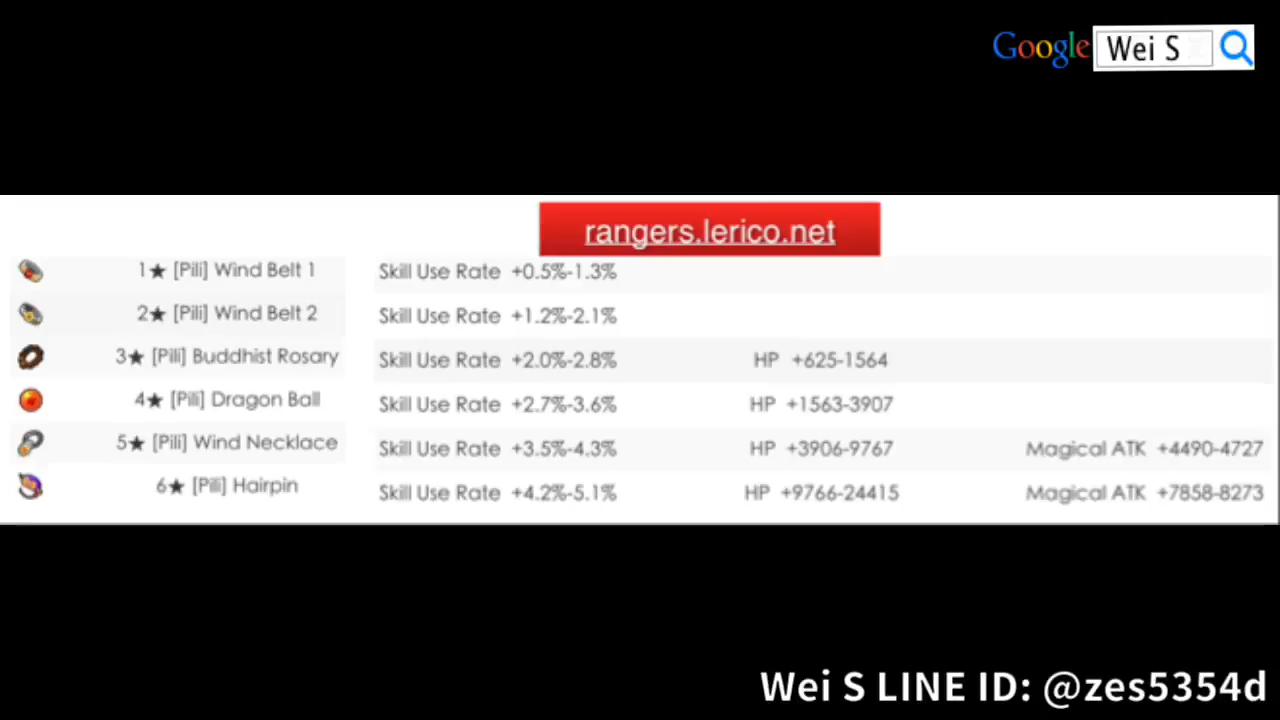 Google Wei S
rangers.lerico.net
1★ [Pili] Wind Belt 1 Skill Use Rate +0.5%-1.3%
2★ [Pili] Wind Belt 2 Skill Use Rate +1.2%-2.1%
3★ [Pili] Buddhist Rosary Skill Use Rate +2.0%-2.8% HP +625-1564
4★ [Pili] Dragon Ball Skill Use Rate +2.7%-3.6% HP +1563-3907
5★ [Pili] Wind Necklace Skill Use Rate +3.5%-4.3% HP +3906-9767 Magical ATK +4490-4727
6★ [Pili] Hairpin Skill Use Rate +4.2%-5.1% HP +9766-24415 Magical ATK +7858-8273
Wei S LINE ID: @zes5354d